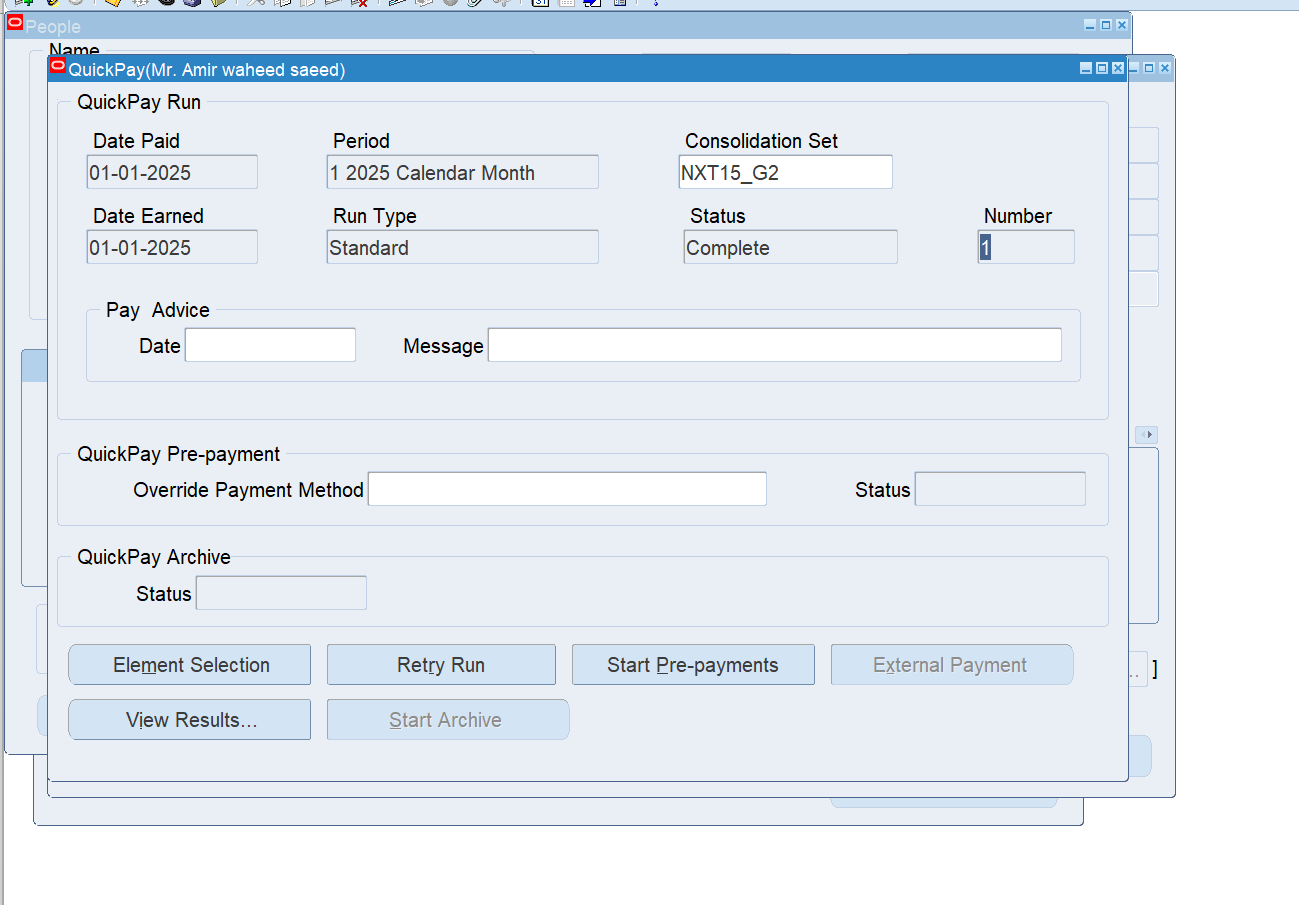 People
Name
QuickPay(Mr. Amir waheed saeed)
QuickPay Run
Date Paid Period Consolidation Set
01-01-2025 1 2025 Calendar Month NXT15_G2
Date Earned Run Type Status Number
01-01-2025 Standard Complete 1
Pay Advice
Date Message
QuickPay Pre-payment
Override Payment Method Status
QuickPay Archive
Status
Element Selection Retry Run Start Pre-payments External Payment
.. ]
View Results... Start Archive